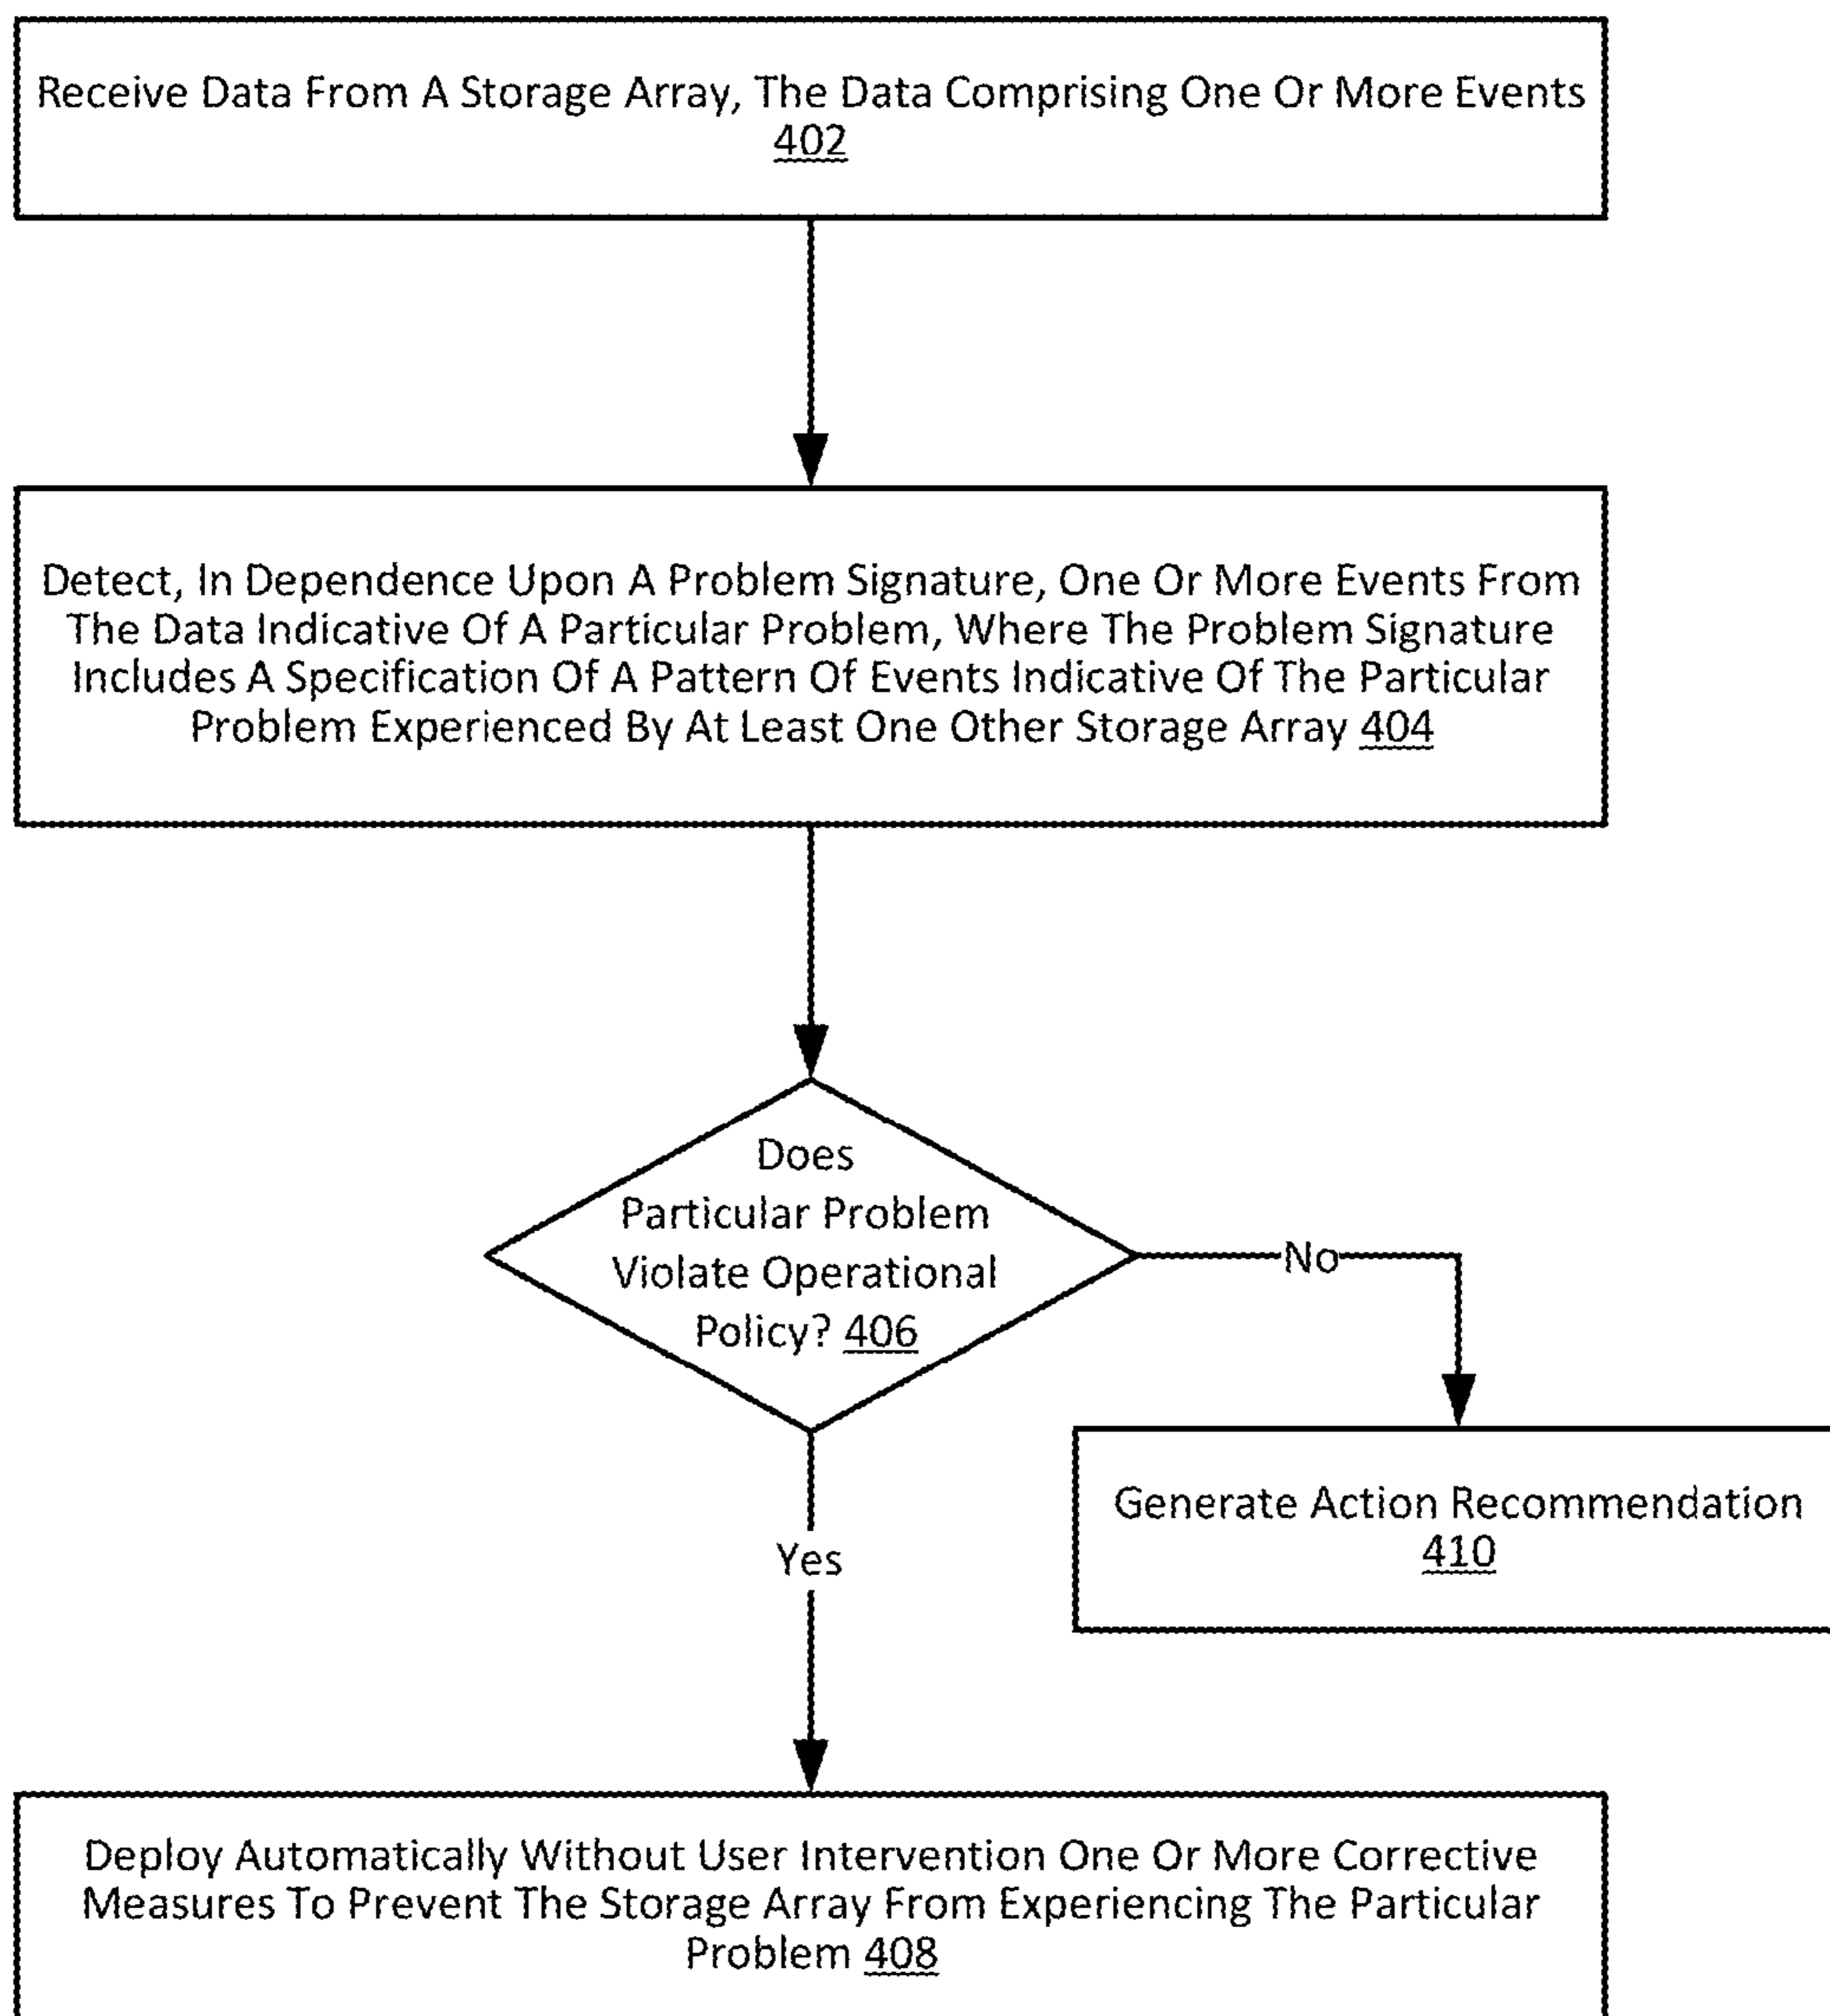 Receive Data From A Storage Array, The Data Comprising One Or More Events
402
Detect, In Dependence Upon A Problem Signature, One Or More Events From
The Data Indicative Of A Particular Problem, Where The Problem Signature
Includes A Specification Of A Pattern Of Events Indicative Of The Particular
Problem Experienced By At Least One Other Storage Array 404
Does
Particular Problem
Violate Operational
Policy? 406
No
Generate Action Recommendation
410
Yes
Deploy Automatically Without User Intervention One Or More Corrective
Measures To Prevent The Storage Array From Experiencing The Particular
Problem 408